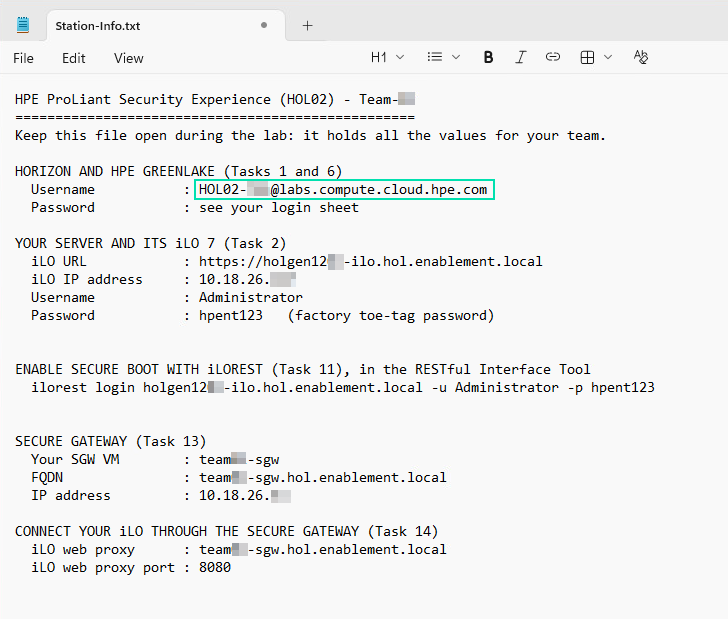 Station-Info.txt
File Edit View H1 B I
HPE ProLiant Security Experience (HOL02) - Team-
==================================================
Keep this file open during the lab: it holds all the values for your team.
HORIZON AND HPE GREENLAKE (Tasks 1 and 6)
Username : HOL02- @labs.compute.cloud.hpe.com
Password : see your login sheet
YOUR SERVER AND ITS iLO 7 (Task 2)
iLO URL : https://holgen12 -ilo.hol.enablement.local
iLO IP address : 10.18.26.
Username : Administrator
Password : hpent123 (factory toe-tag password)
ENABLE SECURE BOOT WITH iLOREST (Task 11), in the RESTful Interface Tool
ilorest login holgen12 -ilo.hol.enablement.local -u Administrator -p hpent123
SECURE GATEWAY (Task 13)
Your SGW VM : team -sgw
FQDN : team -sgw.hol.enablement.local
IP address : 10.18.26.
CONNECT YOUR iLO THROUGH THE SECURE GATEWAY (Task 14)
iLO web proxy : team -sgw.hol.enablement.local
iLO web proxy port : 8080